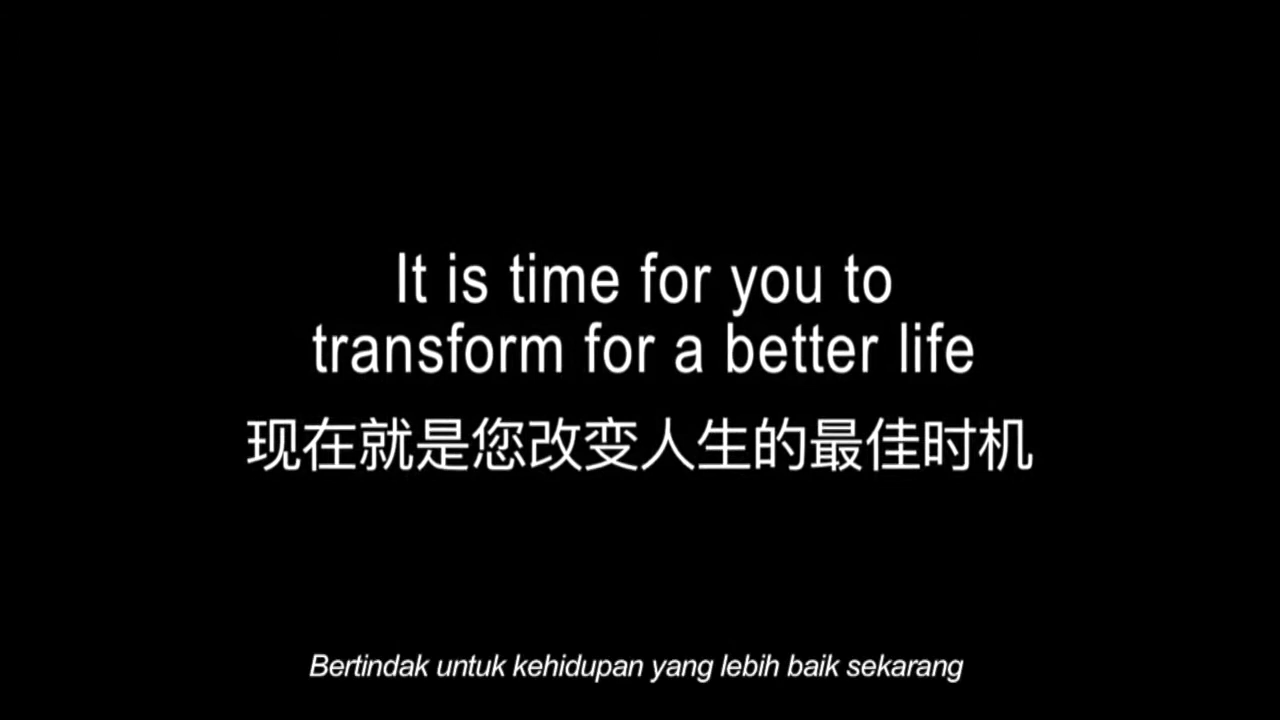 It is time for you to
transform for a better life
现在就是您改变人生的最佳时机
Bertindak untuk kehidupan yang lebih baik sekarang